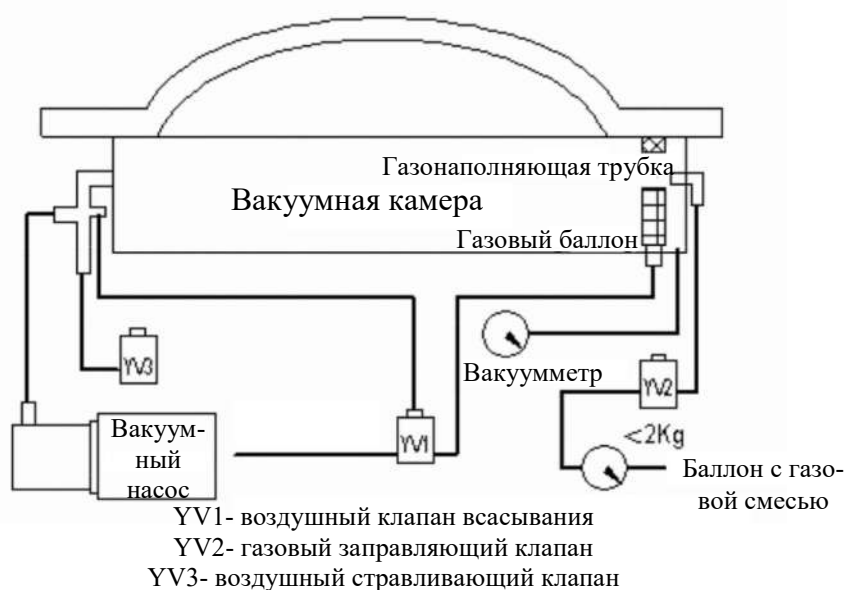 Газонаполняющая трубка
Вакуумная камера
Газовый баллон
YV3
Вакуумметр
YV2
<2Kg
Вакуум-
ный
насос
YV1
Баллон с газо-
вой смесью
YV1- воздушный клапан всасывания
YV2- газовый заправляющий клапан
YV3- воздушный стравливающий клапан